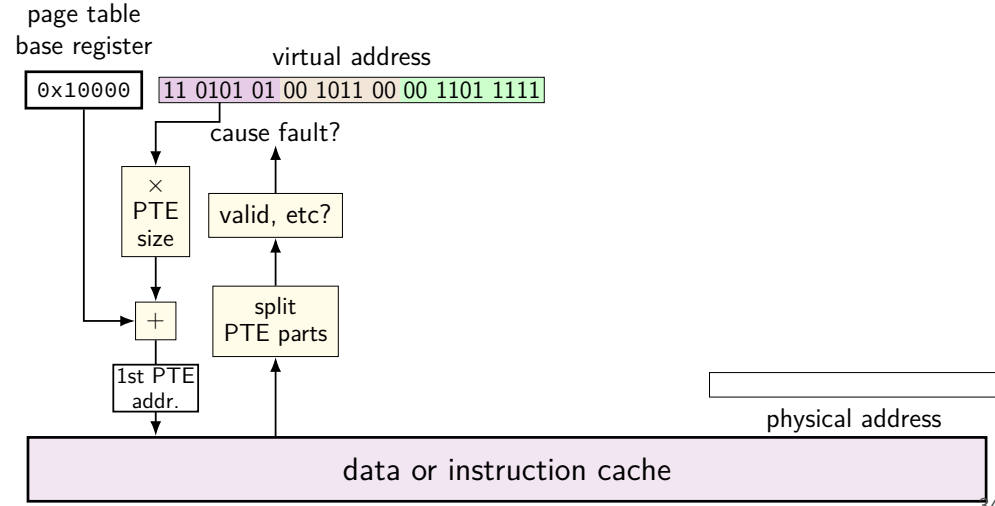 page table
base register
virtual address
0x10000
11 0101 01 00 1011 00 00 1101 1111
cause fault?
×
PTE
size
valid, etc?
split
PTE parts
+
1st PTE
addr.
physical address
data or instruction cache